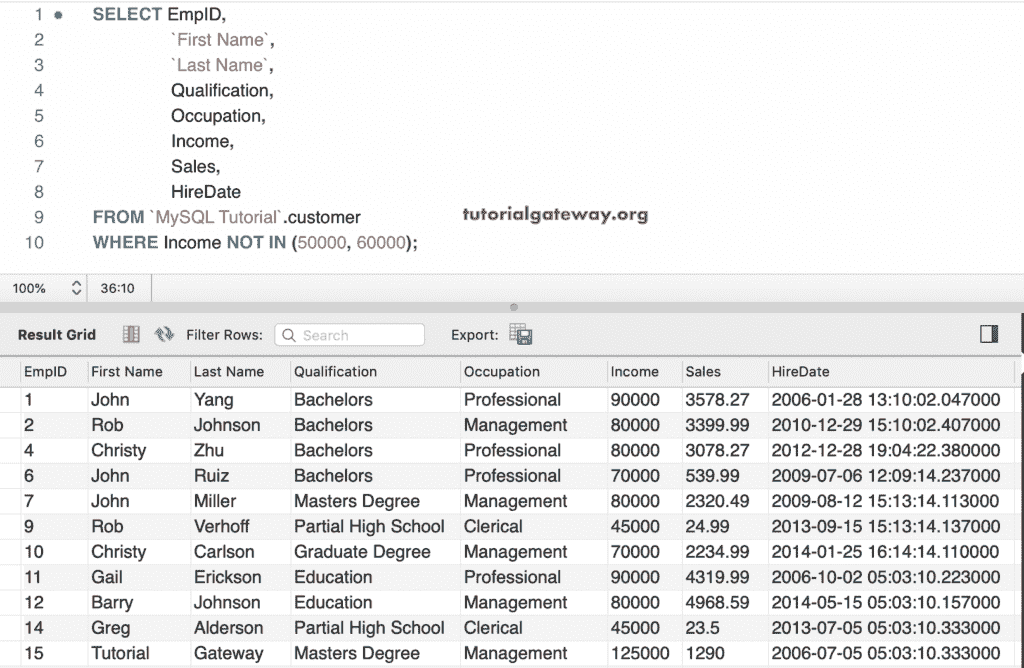 1 SELECT EmpID,
2 `First Name`,
3 `Last Name`,
4 Qualification,
5 Occupation,
6 Income,
7 Sales,
8 HireDate
9 FROM `MySQL Tutorial`.customer
tutorialgateway.org
10 WHERE Income NOT IN (50000, 60000);
100% 36:10
Result Grid Filter Rows: Search Export:
EmpID First Name Last Name Qualification Occupation Income Sales HireDate
1 John Yang Bachelors Professional 90000 3578.27 2006-01-28 13:10:02.047000
2 Rob Johnson Bachelors Management 80000 3399.99 2010-12-29 15:10:02.407000
4 Christy Zhu Bachelors Professional 80000 3078.27 2012-12-28 19:04:22.380000
6 John Ruiz Bachelors Professional 70000 539.99 2009-07-06 12:09:14.237000
7 John Miller Masters Degree Management 80000 2320.49 2009-08-12 15:13:14.113000
9 Rob Verhoff Partial High School Clerical 45000 24.99 2013-09-15 15:13:14.137000
10 Christy Carlson Graduate Degree Management 70000 2234.99 2014-01-25 16:14:14.110000
11 Gail Erickson Education Professional 90000 4319.99 2006-10-02 05:03:10.223000
12 Barry Johnson Education Management 80000 4968.59 2014-05-15 05:03:10.157000
14 Greg Alderson Partial High School Clerical 45000 23.5 2013-07-05 05:03:10.333000
15 Tutorial Gateway Masters Degree Management 125000 1290 2006-07-05 05:03:10.333000